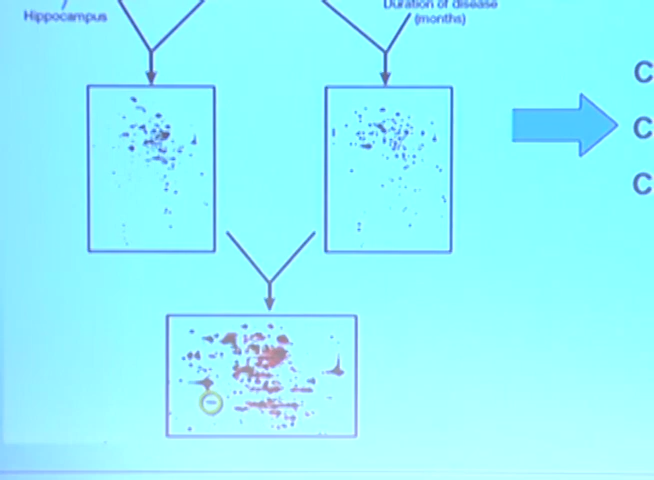 Hippocampus
Duration of disease
(months)
C
C
C